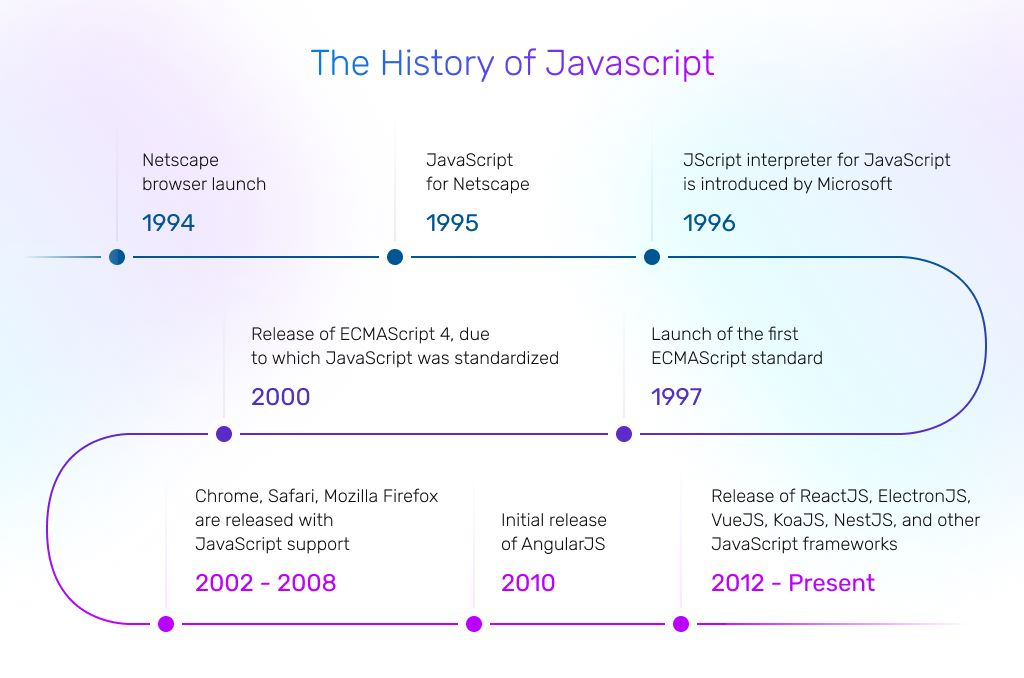 The History of Javascript
Netscape
browser launch
1994
JavaScript
for Netscape
1995
JScript interpreter for JavaScript
is introduced by Microsoft
1996
Launch of the first
ECMAScript standard
1997
Release of ECMAScript 4, due
to which JavaScript was standardized
2000
Chrome, Safari, Mozilla Firefox
are released with
JavaScript support
2002 - 2008
Initial release
of AngularJS
2010
Release of ReactJS, ElectronJS,
VueJS, KoaJS, NestJS, and other
JavaScript frameworks
2012 - Present